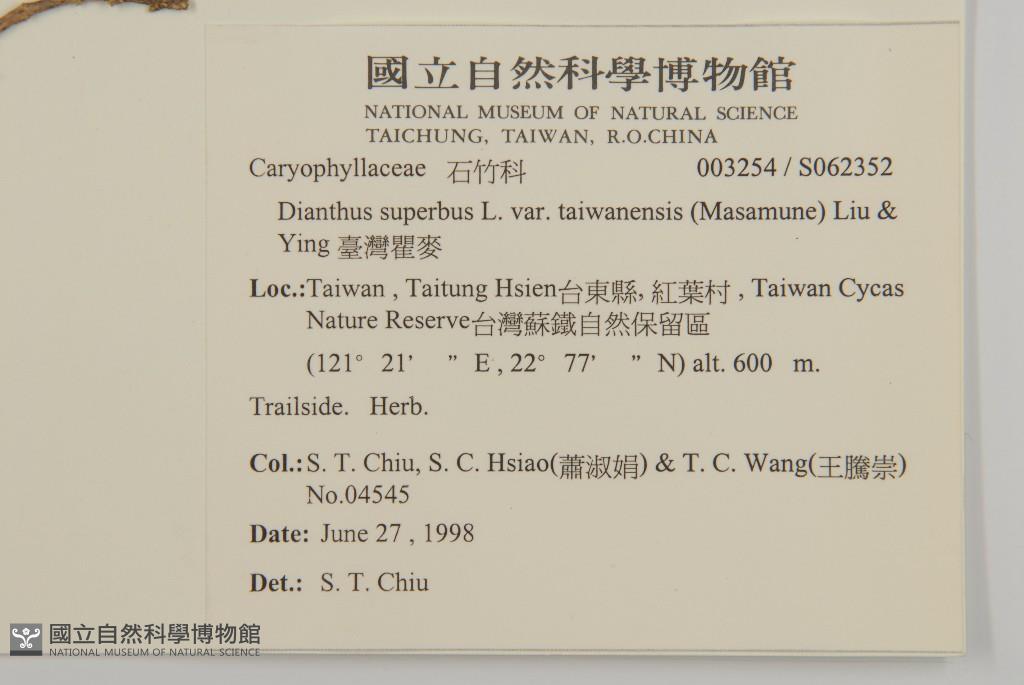 國立自然科學博物館
NATIONAL MUSEUM OF NATURAL SCIENCE
TAICHUNG, TAIWAN, R.O.CHINA
Caryophyllaceae 石竹科 003254 / S062352
Dianthus superbus L. var. taiwanensis (Masamune) Liu &
Ying 臺灣瞿麥
Loc.:Taiwan , Taitung Hsien台東縣, 紅葉村 , Taiwan Cycas
Nature Reserve台灣蘇鐵自然保留區
(121° 21’ ” E , 22° 77’ ” N) alt. 600 m.
Trailside. Herb.
Col.:S. T. Chiu, S. C. Hsiao(蕭淑娟) & T. C. Wang(王騰崇)
No.04545
Date: June 27 , 1998
Det.: S. T. Chiu
國立自然科學博物館
NATIONAL MUSEUM OF NATURAL SCIENCE